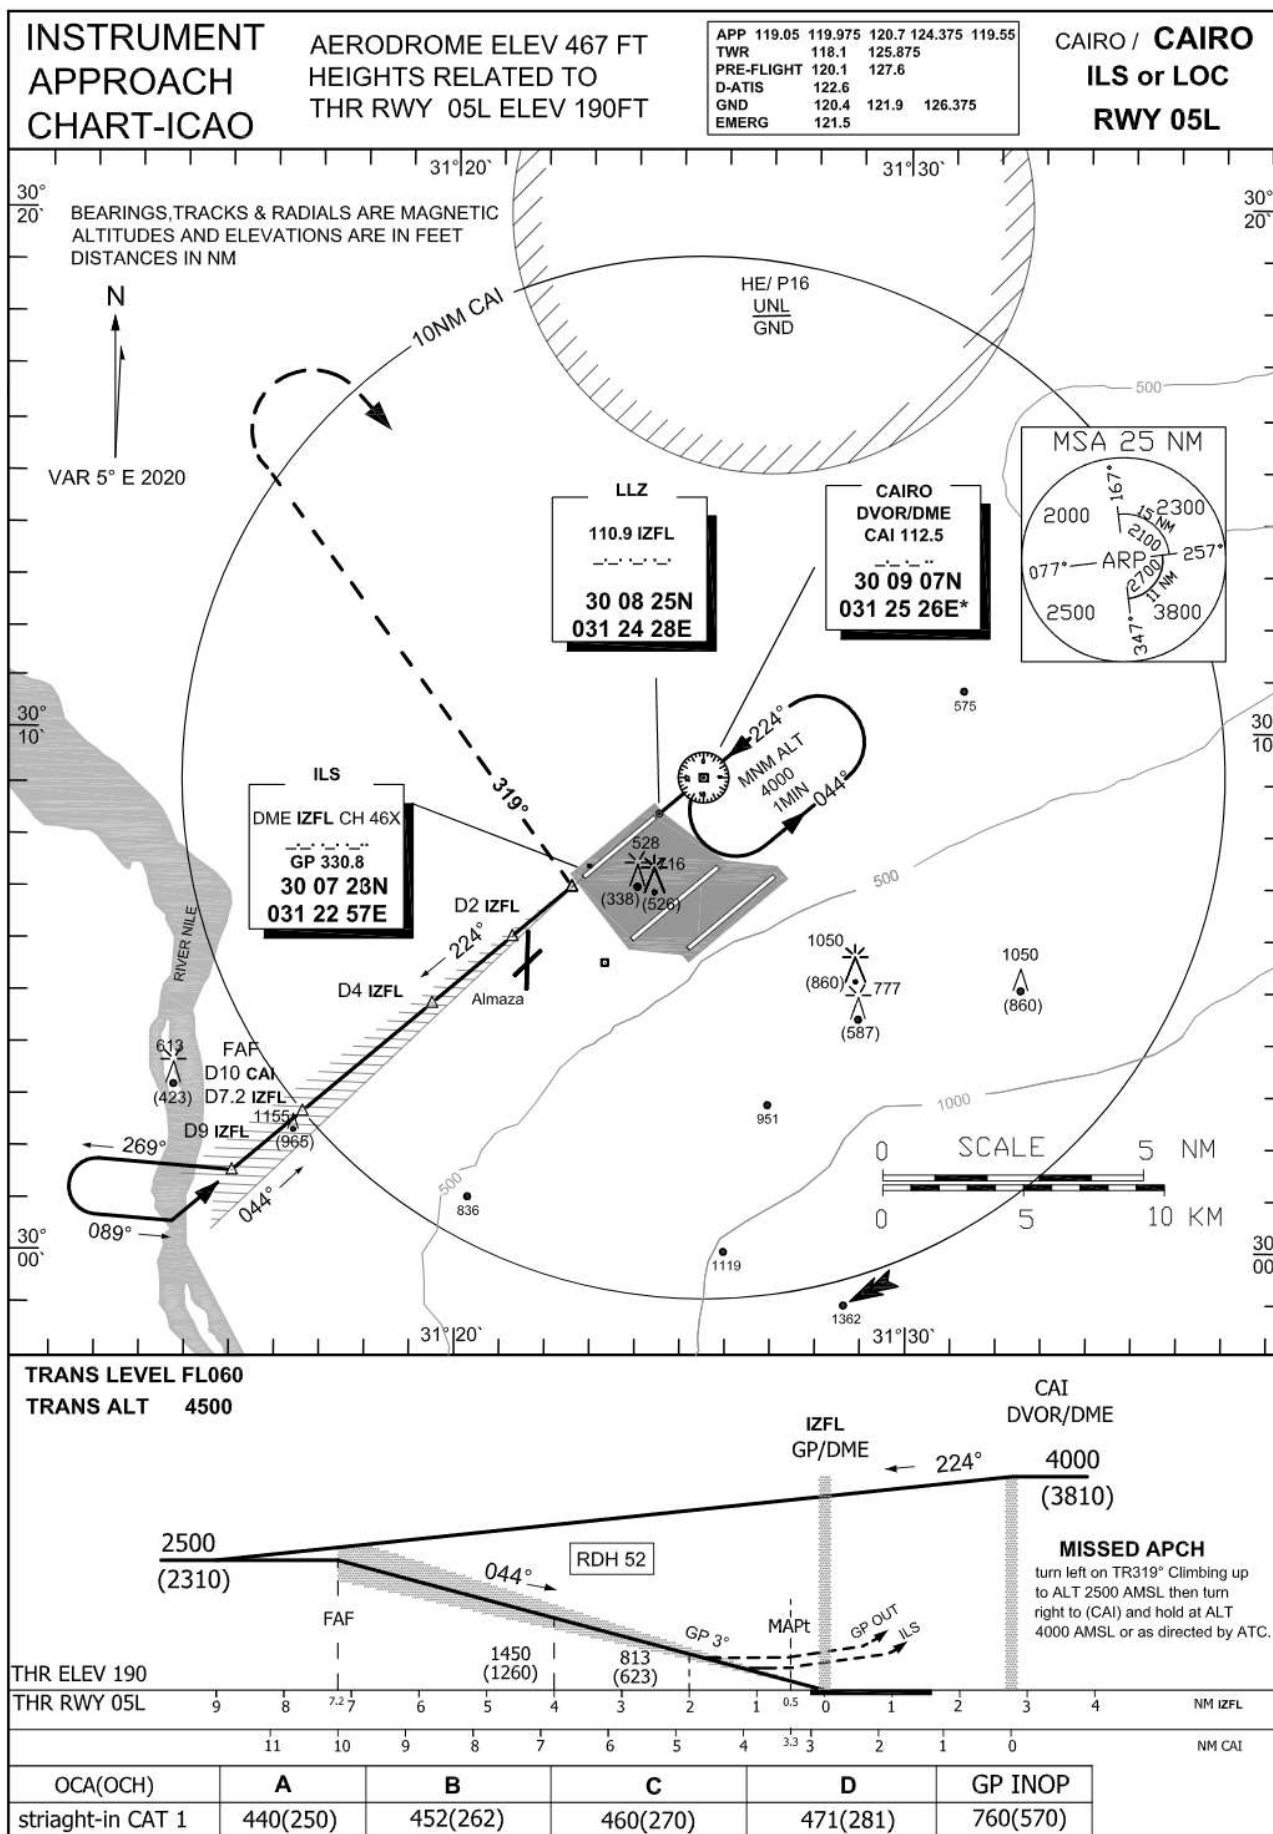 INSTRUMENT
APPROACH
CHART-ICAO
AERODROME ELEV 467 FT
HEIGHTS RELATED TO
THR RWY 05L ELEV 190FT
APP 119.05 119.975 120.7 124.375 119.55
TWR 118.1 125.875
PRE-FLIGHT 120.1 127.6
D-ATIS 122.6
GND 120.4 121.9 126.375
EMERG 121.5
CAIRO / CAIRO
ILS or LOC
RWY 05L
31°20`
31°30`
30°
20`
30°
20`
BEARINGS,TRACKS & RADIALS ARE MAGNETIC
ALTITUDES AND ELEVATIONS ARE IN FEET
DISTANCES IN NM
N
VAR 5° E 2020
10NM CAI
HE/ P16
UNL
GND
500
MSA 25 NM
167°
2000
2300
15 NM
2100
077°
ARP
257°
2700
11 NM
2500
3800
347°
LLZ
110.9 IZFL
30 08 25N
031 24 28E
CAIRO
DVOR/DME
CAI 112.5
30 09 07N
031 25 26E*
575
30°
10`
30
10
224°
MNM ALT
4000
1MIN
044°
319°
ILS
DME IZFL CH 46X
GP 330.8
30 07 23N
031 22 57E
528
716
(338)
(526)
500
D2 IZFL
224°
D4 IZFL
Almaza
RIVER NILE
1050
(860)
777
(587)
1050
(860)
613
(423)
FAF
D10 CAI
D7.2 IZFL
1155
(965)
D9 IZFL
269°
089°
044°
951
1000
500
836
1119
1362
0 SCALE 5 NM
0 5 10 KM
30°
00`
30
00
31°20`
31°30`
TRANS LEVEL FL060
TRANS ALT 4500
CAI
DVOR/DME
IZFL
GP/DME
224°
4000
(3810)
2500
(2310)
RDH 52
044°
FAF
MAPt
GP 3°
GP OUT
ILS
1450
(1260)
813
(623)
MISSED APCH
turn left on TR319° Climbing up
to ALT 2500 AMSL then turn
right to (CAI) and hold at ALT
4000 AMSL or as directed by ATC.
THR ELEV 190
THR RWY 05L 9 8 7.2 7 6 5 4 3 2 1 0.5 0 1 2 3 4 NM IZFL
11 10 9 8 7 6 5 4 3.3 3 2 1 0 NM CAI
OCA(OCH) A B C D GP INOP
striaght-in CAT 1 440(250) 452(262) 460(270) 471(281) 760(570)